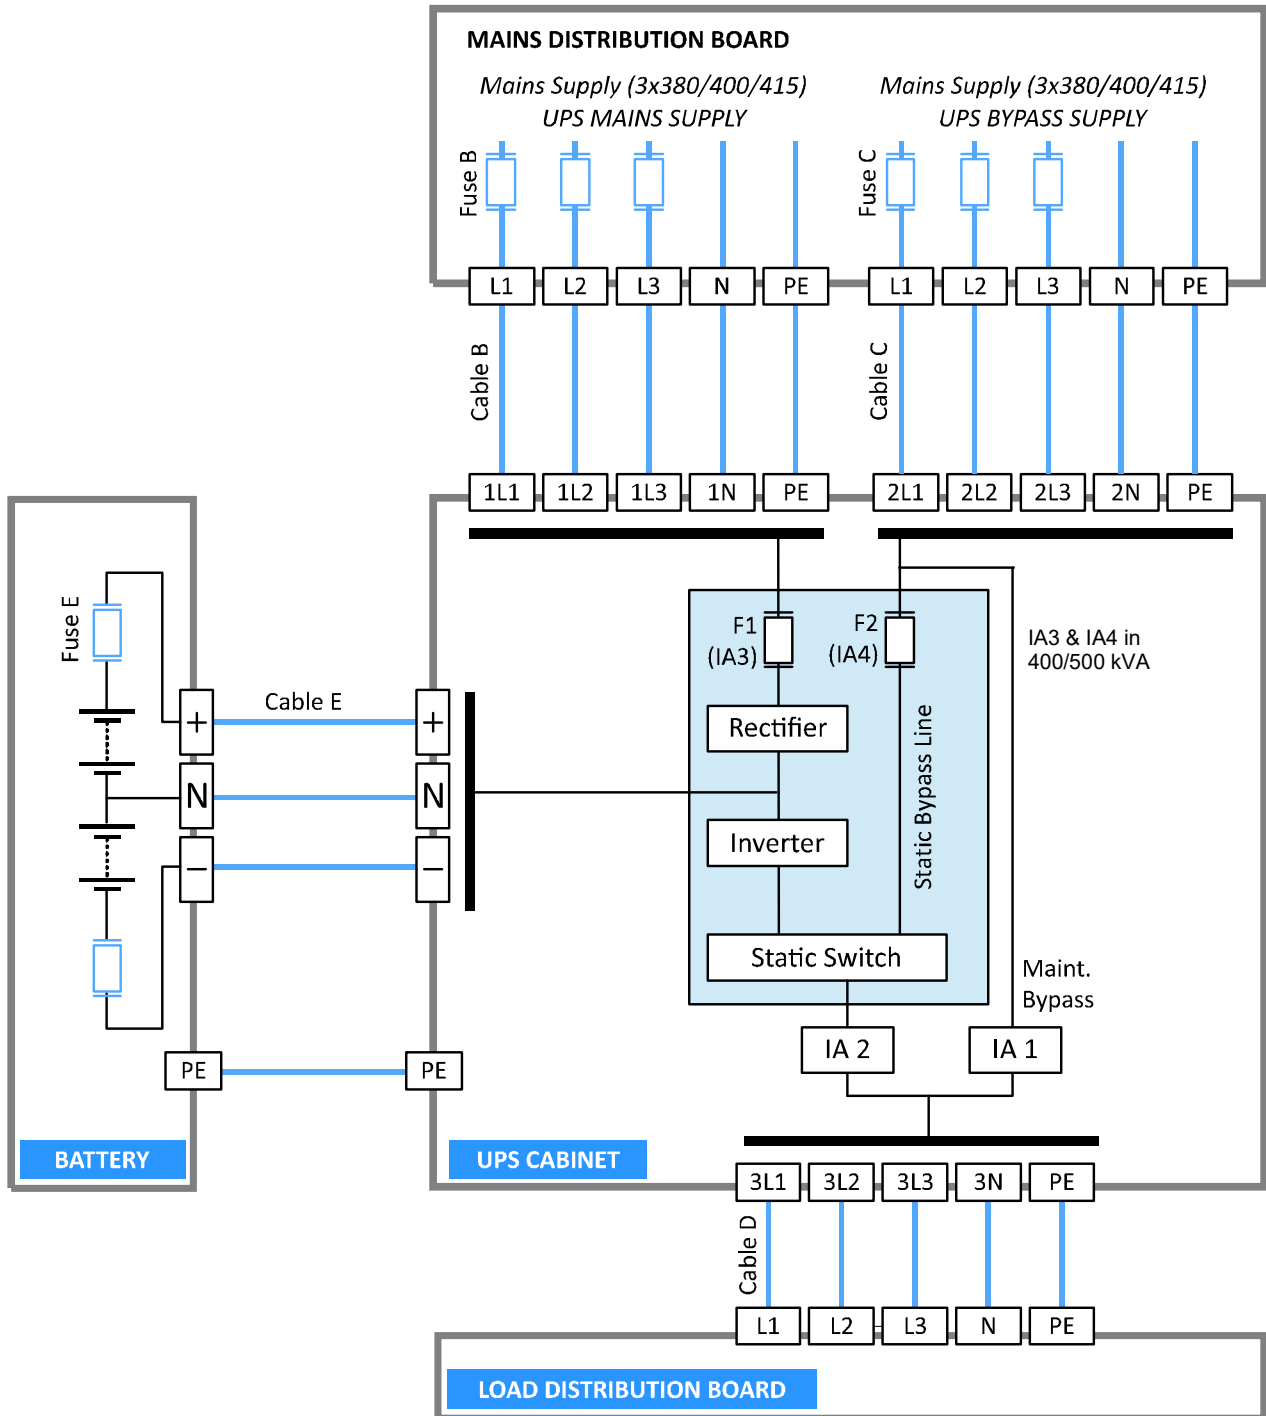 MAINS DISTRIBUTION BOARD
Mains Supply (3x380/400/415)
UPS MAINS SUPPLY
Mains Supply (3x380/400/415)
UPS BYPASS SUPPLY
Fuse B
Fuse C
L1 L2 L3 N PE
L1 L2 L3 N PE
Cable B
Cable C
1L1 1L2 1L3 1N PE
2L1 2L2 2L3 2N PE
Fuse E
F1
(IA3)
F2
(IA4)
IA3 & IA4 in
400/500 kVA
Cable E
+
N
–
+
N
–
Rectifier
Inverter
Static Bypass Line
Static Switch
Maint.
Bypass
IA 2
IA 1
PE
PE
BATTERY
UPS CABINET
3L1 3L2 3L3 3N PE
Cable D
L1 L2 L3 N PE
LOAD DISTRIBUTION BOARD